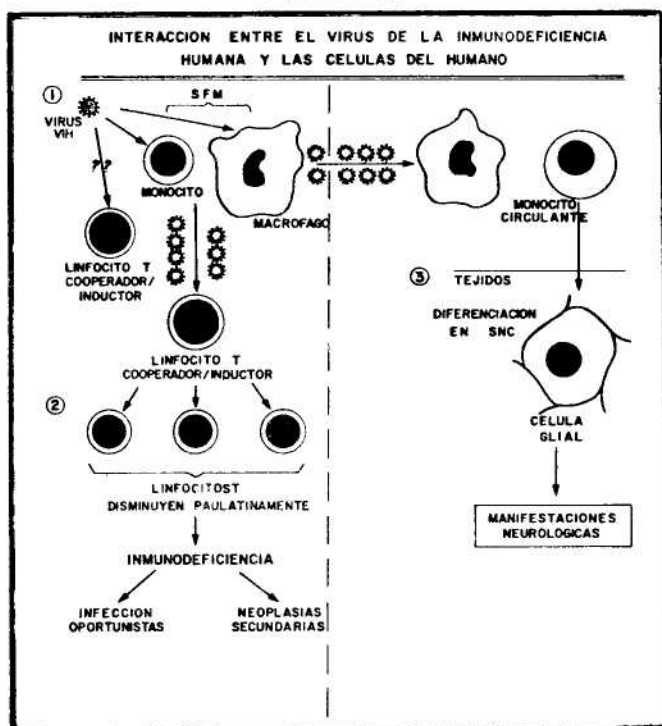 INTERACCION ENTRE EL VIRUS DE LA INMUNODEFICIENCIA
HUMANA Y LAS CELULAS DEL HUMANO
1
SFM
VIRUS
VIH
??
MONOCITO
MACROFAGO
LINFOCITO T
COOPERADOR/
INDUCTOR
LINFOCITO T
COOPERADOR/INDUCTOR
2
LINFOCITOST
DISMINUYEN PAULATINAMENTE
INMUNODEFICIENCIA
INFECCION
OPORTUNISTAS
NEOPLASIAS
SECUNDARIAS
MONOCITO
CIRCULANTE
3
TEJIDOS
DIFERENCIACION
EN SNC
CELULA
GLIAL
MANIFESTACIONES
NEUROLOGICAS